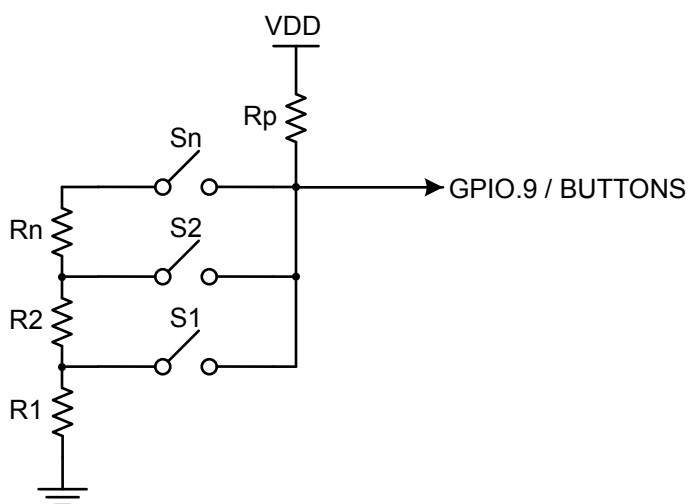 VDD
Rp
Sn
GPIO.9 / BUTTONS
Rn
S2
R2
S1
R1